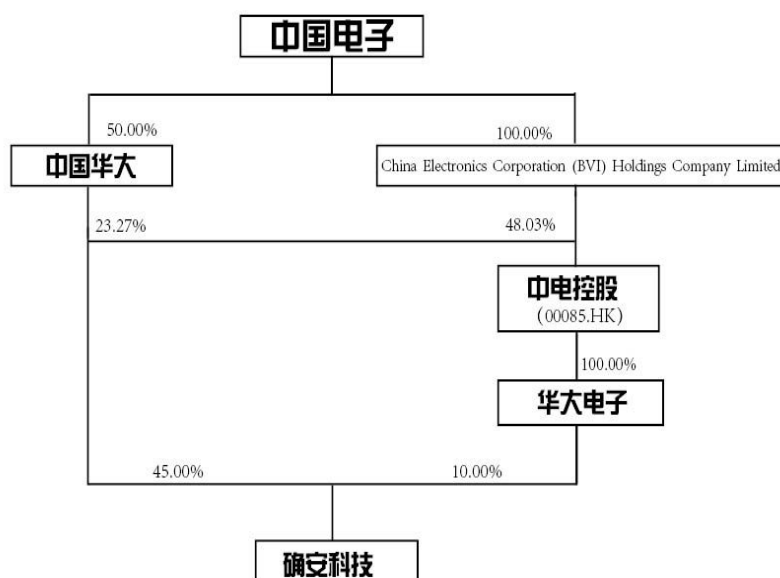 中国电子
50.00%
100.00%
中国华大
China Electronics Corporation (BVI) Holdings Company Limited
23.27%
48.03%
中电控股
(00085.HK)
100.00%
华大电子
45.00%
10.00%
确安科技